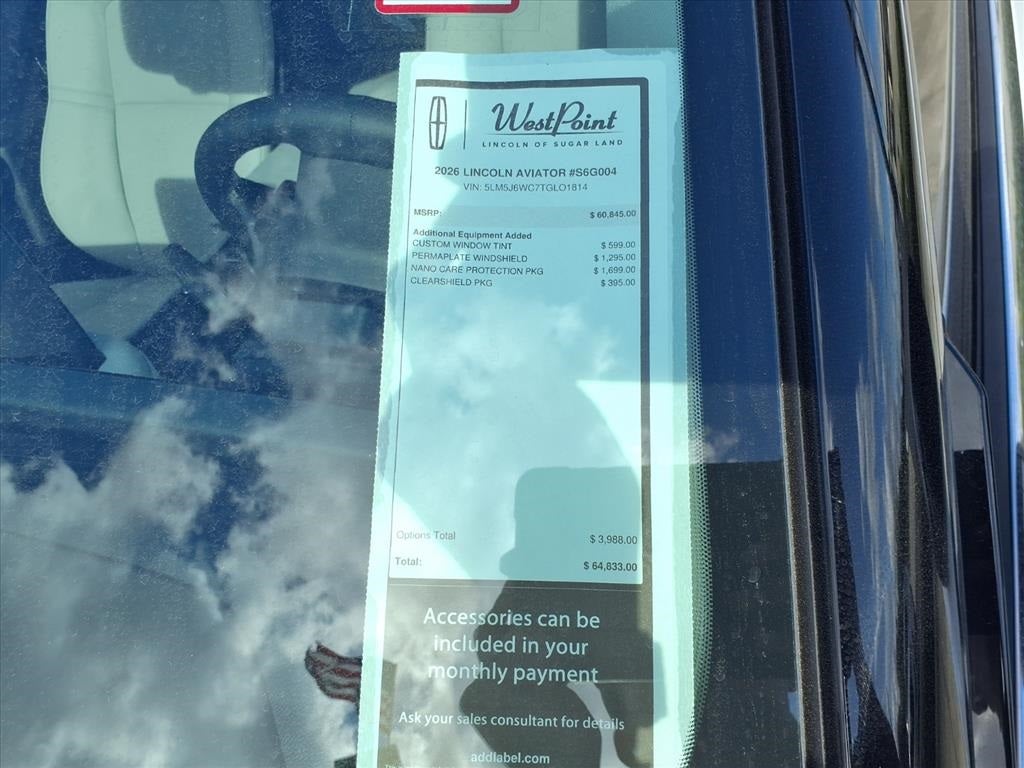 WestPoint
LINCOLN OF SUGAR LAND
2026 LINCOLN AVIATOR #S6G004
VIN: 5LM5J6WC7TGLO1814
MSRP: $ 60,845.00
Additional Equipment Added
CUSTOM WINDOW TINT $ 599.00
PERMAPLATE WINDSHIELD $ 1,295.00
NANO CARE PROTECTION PKG $ 1,699.00
CLEARSHIELD PKG $ 395.00
Options Total $ 3,988.00
Total: $ 64,833.00
Accessories can be
included in your
monthly payment
Ask your sales consultant for details
addlabel.com